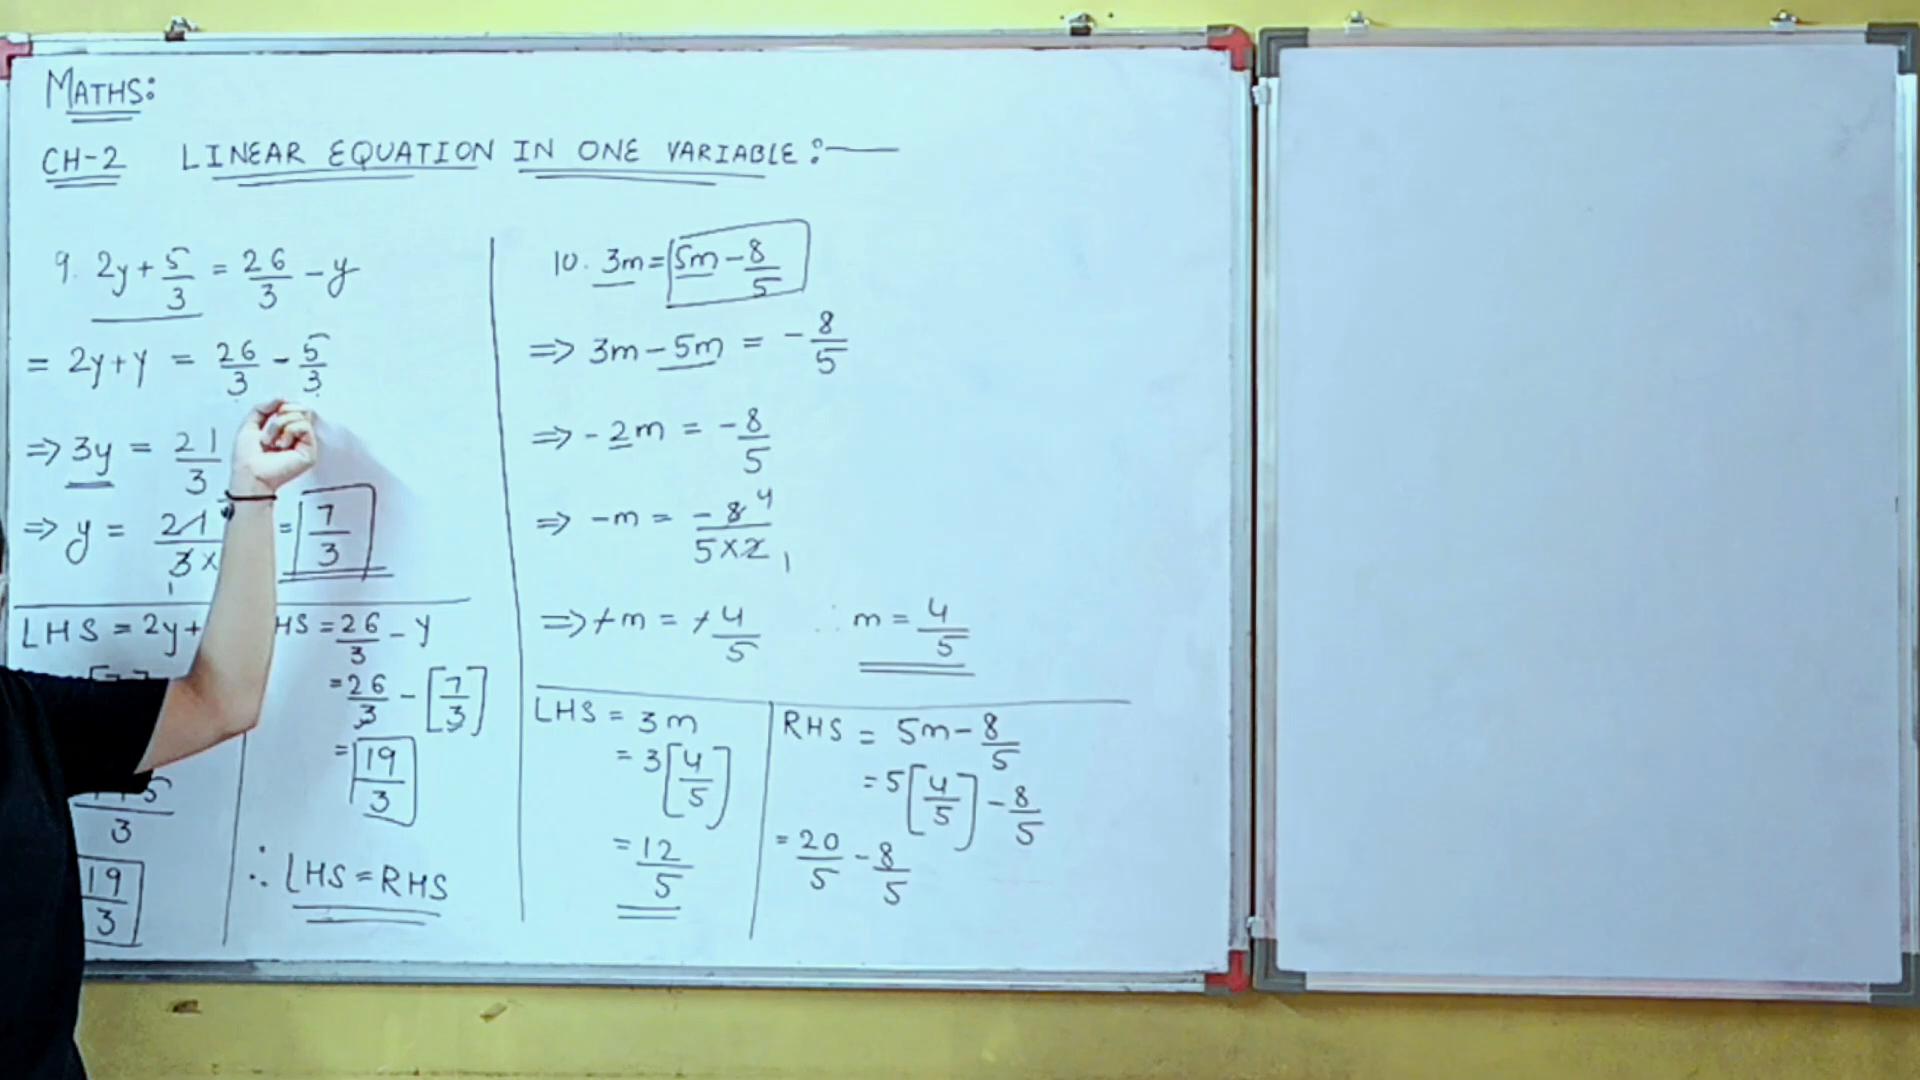 MATHS:
CH-2 LINEAR EQUATION IN ONE VARIABLE:—
9. 2y + 5/3 = 26/3 - y
= 2y + y = 26/3 - 5/3
⇒ 3y = 21/3
⇒ y = 21/3× = 7/3
1
LHS = 2y+
19/3
HS = 26/3 - y
= 26/3 - [7/3]
= 19/3
∴ LHS = RHS
10. 3m = 5m - 8/5
⇒ 3m - 5m = -8/5
⇒ -2m = -8/5
⇒ -m = -8 4/5×2 1
⇒ +m = +4/5 ∴ m = 4/5
LHS = 3m
= 3[4/5]
= 12/5
RHS = 5m - 8/5
= 5[4/5] - 8/5
= 20/5 - 8/5